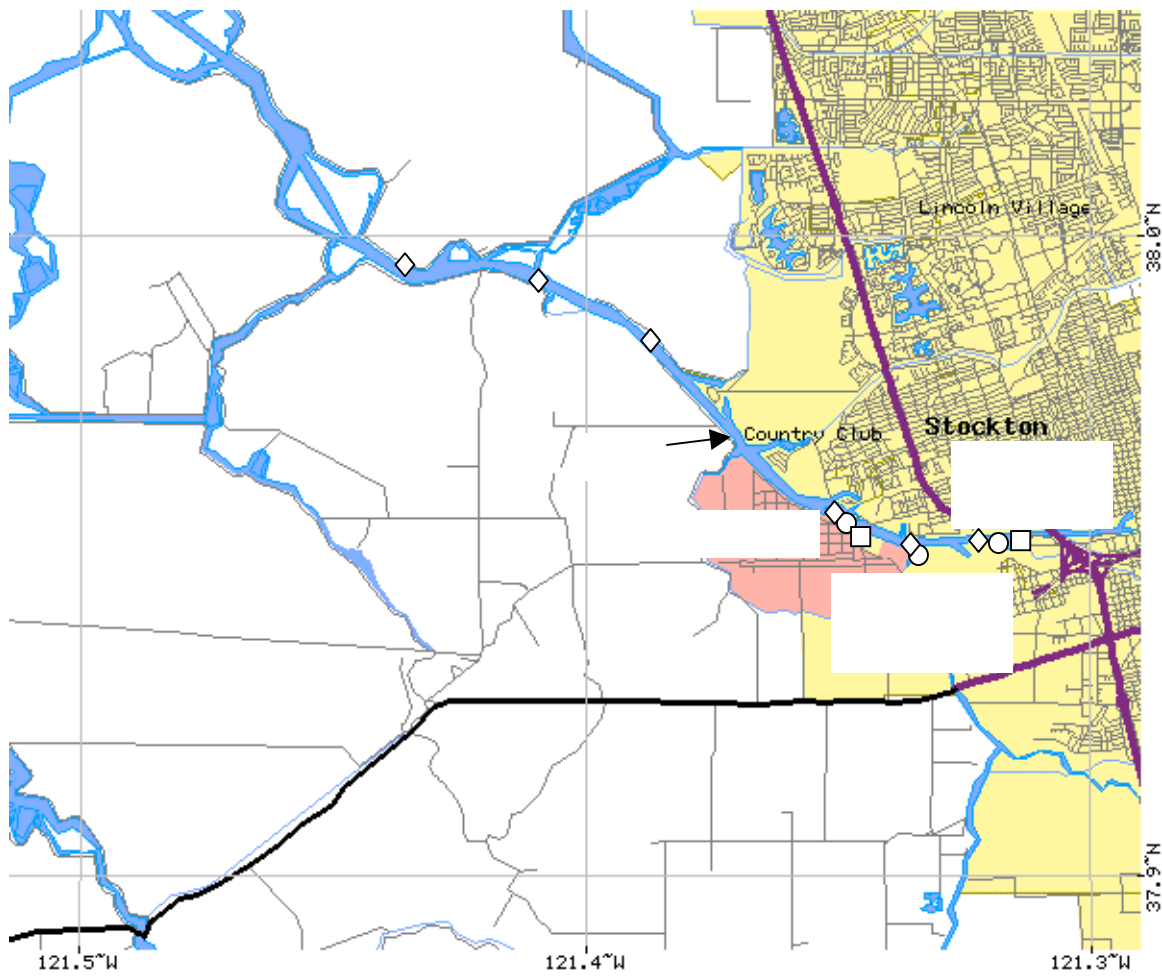 Lincoln Village
38.0~N
Country Club
Stockton
37.9~N
121.5~W
121.4~W
121.3~W